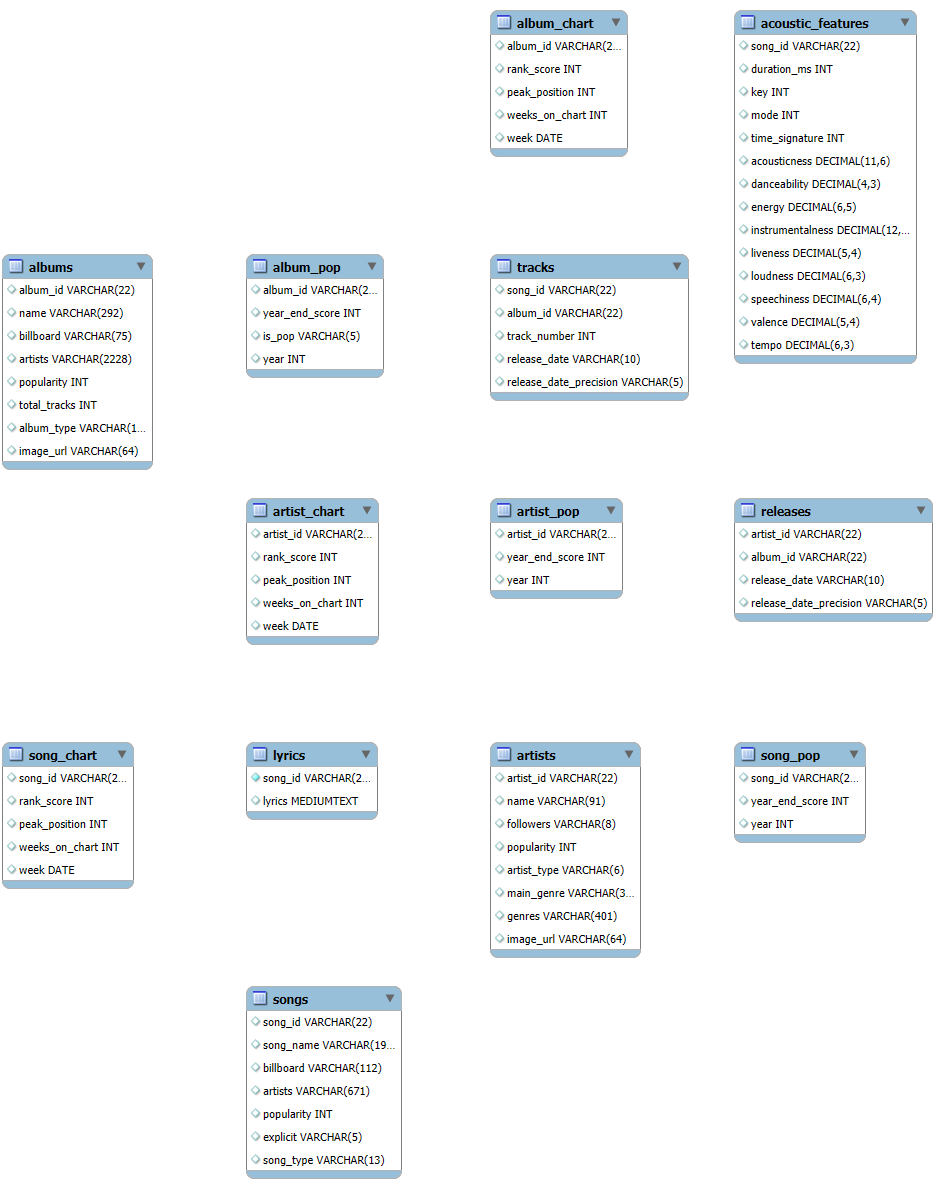 album_chart
album_id VARCHAR(2...
rank_score INT
peak_position INT
weeks_on_chart INT
week DATE
acoustic_features
song_id VARCHAR(22)
duration_ms INT
key INT
mode INT
time_signature INT
acousticness DECIMAL(11,6)
danceability DECIMAL(4,3)
energy DECIMAL(6,5)
instrumentalness DECIMAL(12,...
liveness DECIMAL(5,4)
loudness DECIMAL(6,3)
speechiness DECIMAL(6,4)
valence DECIMAL(5,4)
tempo DECIMAL(6,3)
albums
album_id VARCHAR(22)
name VARCHAR(292)
billboard VARCHAR(75)
artists VARCHAR(2228)
popularity INT
total_tracks INT
album_type VARCHAR(1...
image_url VARCHAR(64)
album_pop
album_id VARCHAR(2...
year_end_score INT
is_pop VARCHAR(5)
year INT
tracks
song_id VARCHAR(22)
album_id VARCHAR(22)
track_number INT
release_date VARCHAR(10)
release_date_precision VARCHAR(5)
artist_chart
artist_id VARCHAR(2...
rank_score INT
peak_position INT
weeks_on_chart INT
week DATE
artist_pop
artist_id VARCHAR(2...
year_end_score INT
year INT
releases
artist_id VARCHAR(22)
album_id VARCHAR(22)
release_date VARCHAR(10)
release_date_precision VARCHAR(5)
song_chart
song_id VARCHAR(2...
rank_score INT
peak_position INT
weeks_on_chart INT
week DATE
lyrics
song_id VARCHAR(2...
lyrics MEDIUMTEXT
artists
artist_id VARCHAR(22)
name VARCHAR(91)
followers VARCHAR(8)
popularity INT
artist_type VARCHAR(6)
main_genre VARCHAR(3...
genres VARCHAR(401)
image_url VARCHAR(64)
song_pop
song_id VARCHAR(2...
year_end_score INT
year INT
songs
song_id VARCHAR(22)
song_name VARCHAR(19...
billboard VARCHAR(112)
artists VARCHAR(671)
popularity INT
explicit VARCHAR(5)
song_type VARCHAR(13)